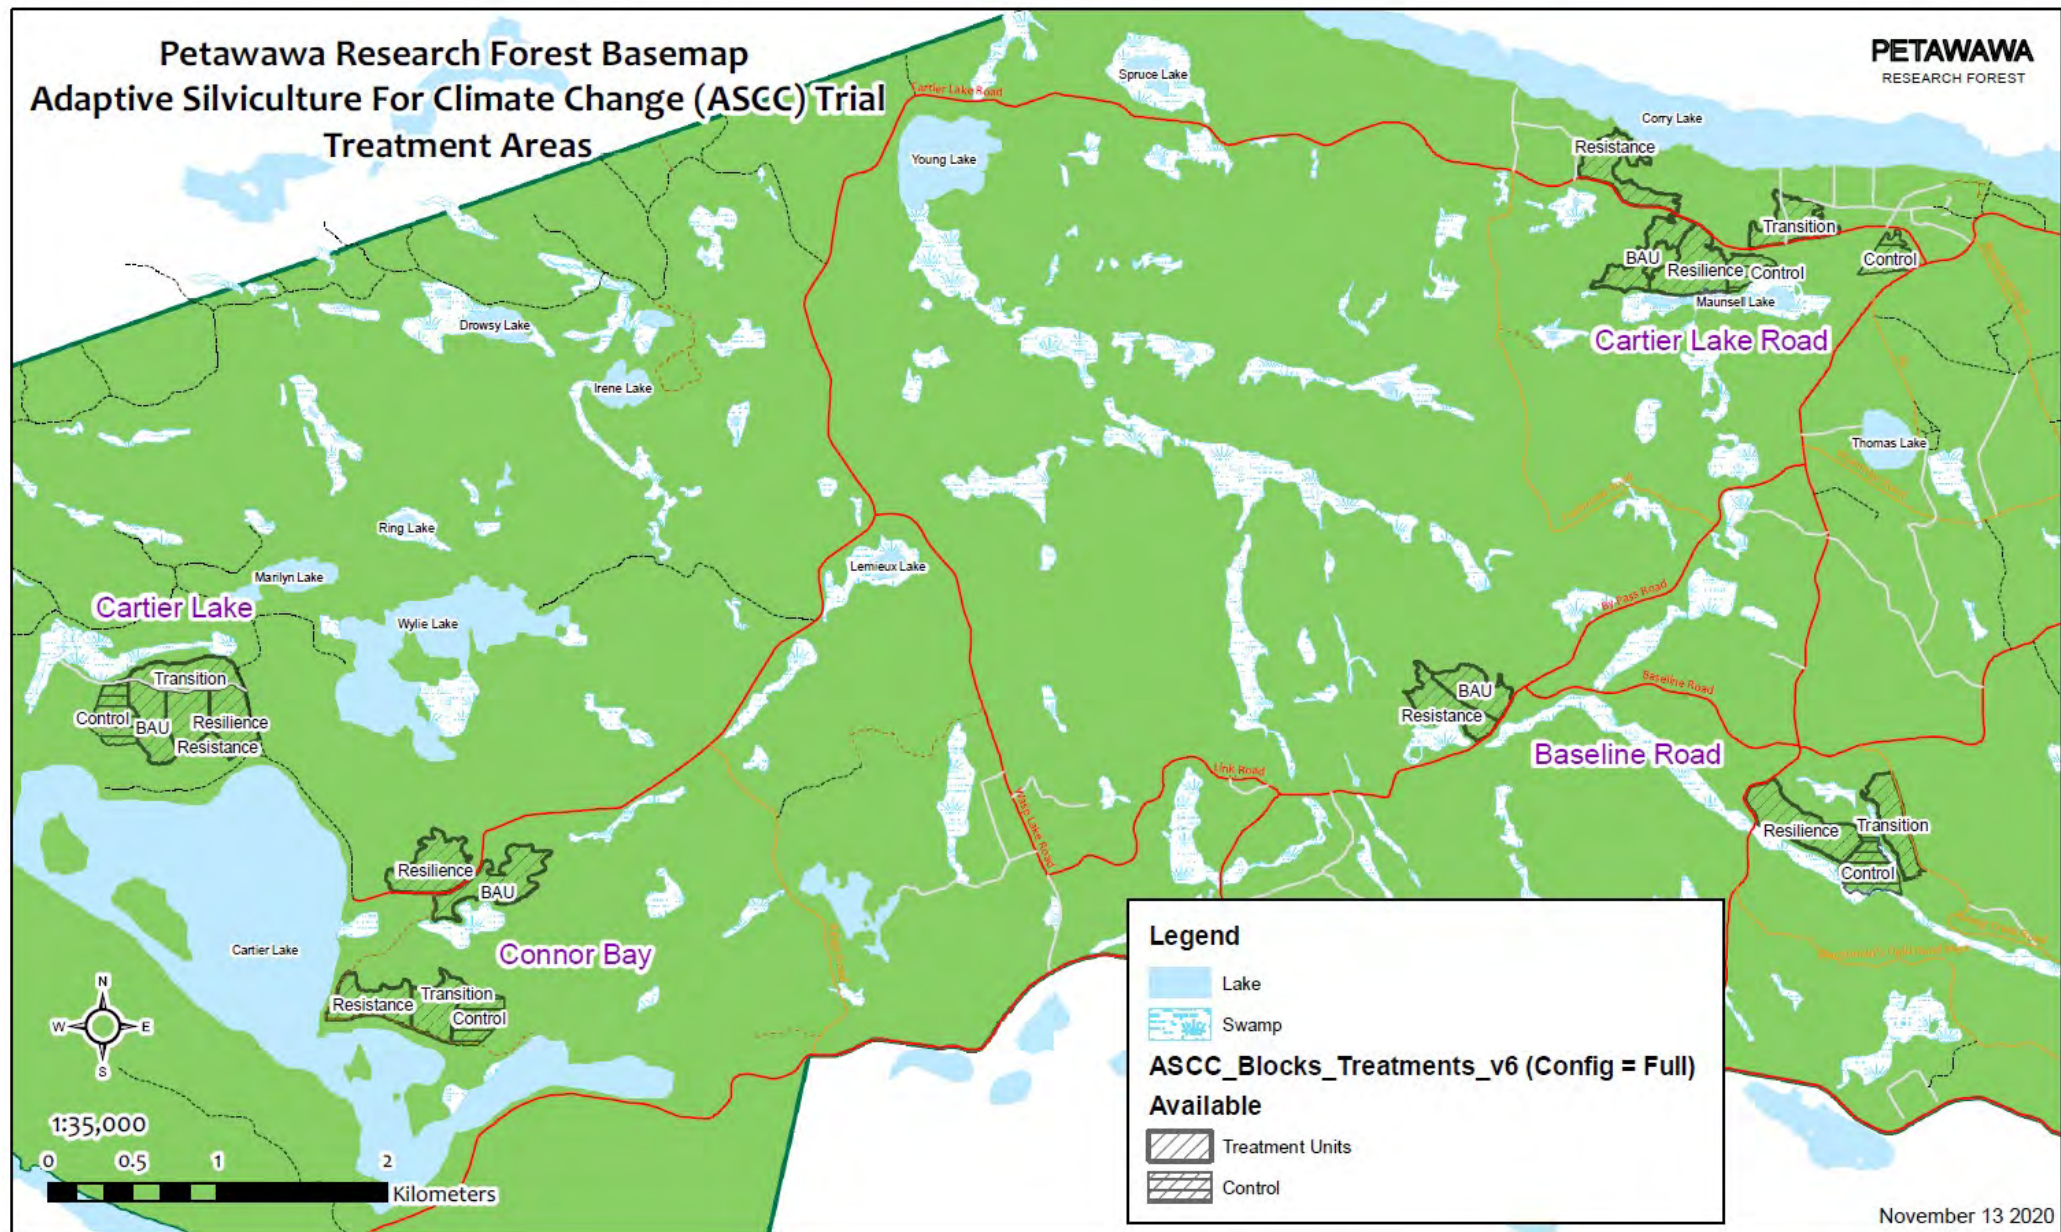 Petawawa Research Forest Basemap
Adaptive Silviculture For Climate Change (ASCC) Trial
Treatment Areas
PETAWAWA
RESEARCH FOREST
Spruce Lake
Cartier Lake Road
Corry Lake
Young Lake
Resistance
Transition
BAU
Resilience
Control
Control
Maunsell Lake
Cartier Lake Road
Drowsy Lake
Irene Lake
Thomas Lake
Ring Lake
Lemieux Lake
Marilyn Lake
Cartier Lake
Wylie Lake
By Pass Road
Transition
Control
BAU
Resilience
Resistance
BAU
Resistance
Baseline Road
Baseline Road
Link Road
Wasp Lake Road
Resilience
Transition
Control
Resilience
BAU
Cartier Lake
Connor Bay
Resistance
Transition
Control
N
W
E
S
1:35,000
0
0.5
1
2
Kilometers
Legend
Lake
Swamp
ASCC_Blocks_Treatments_v6 (Config = Full)
Available
Treatment Units
Control
November 13 2020